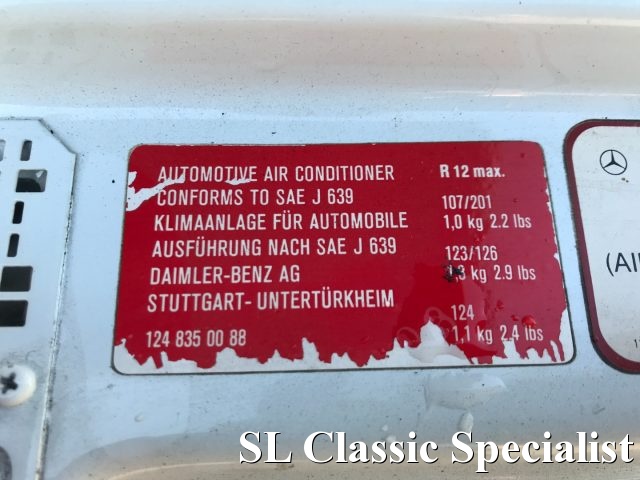 AUTOMOTIVE AIR CONDITIONER R 12 max.
CONFORMS TO SAE J 639 107/201
KLIMAANLAGE FÜR AUTOMOBILE 1,0 kg 2.2 lbs
AUSFÜHRUNG NACH SAE J 639 123/126
DAIMLER-BENZ AG kg 2.9 lbs
STUTTGART- UNTERTÜRKHEIM 124
124 835 00 88 1,1 kg 2.4 lbs
(AI
SL Classic Specialist